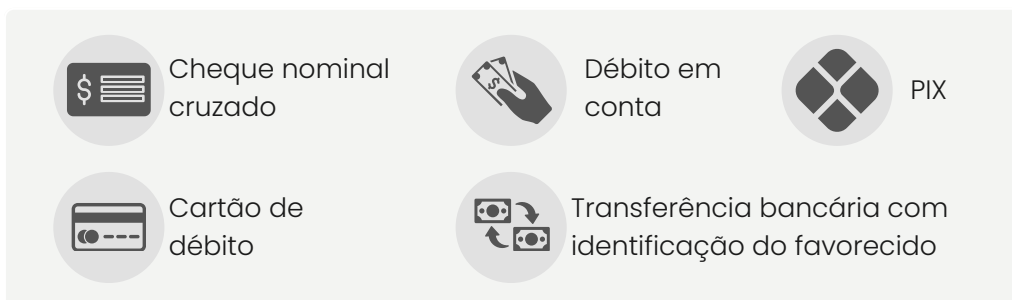 Cheque nominal
cruzado
Débito em
conta
PIX
Cartão de
débito
Transferência bancária com
identificação do favorecido